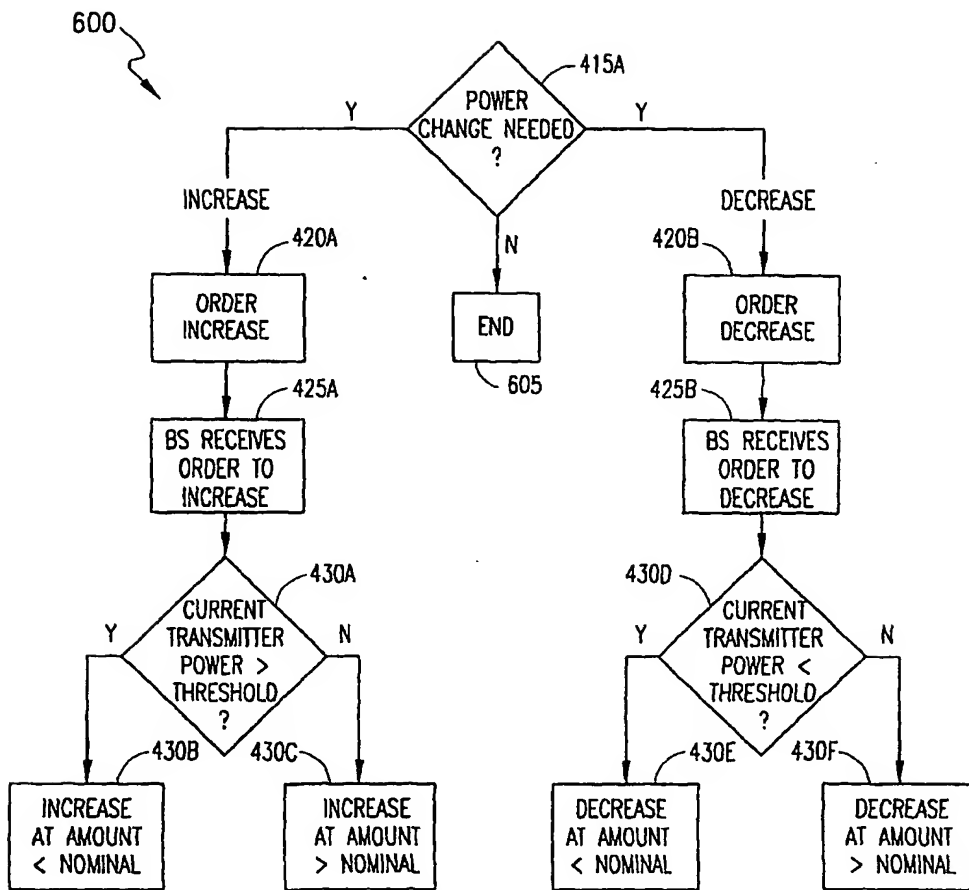 600
415A
POWER
CHANGE NEEDED
?
Y
Y
INCREASE
N
DECREASE
420A
ORDER
INCREASE
END
605
420B
ORDER
DECREASE
425A
BS RECEIVES
ORDER TO
INCREASE
425B
BS RECEIVES
ORDER TO
DECREASE
430A
CURRENT
TRANSMITTER
POWER >
THRESHOLD
?
Y
N
430D
CURRENT
TRANSMITTER
POWER <
THRESHOLD
?
Y
N
430B
INCREASE
AT AMOUNT
< NOMINAL
430C
INCREASE
AT AMOUNT
> NOMINAL
430E
DECREASE
AT AMOUNT
< NOMINAL
430F
DECREASE
AT AMOUNT
> NOMINAL